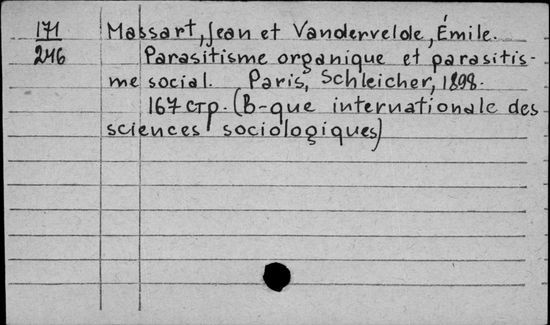 171
246
Massart, Jean et Vandervelde, Émile.
Parasitisme organique et parasitis-
me social. Paris, Schleicher, 1898.
167 стр. (B-que internationale des
sciences sociologiques)